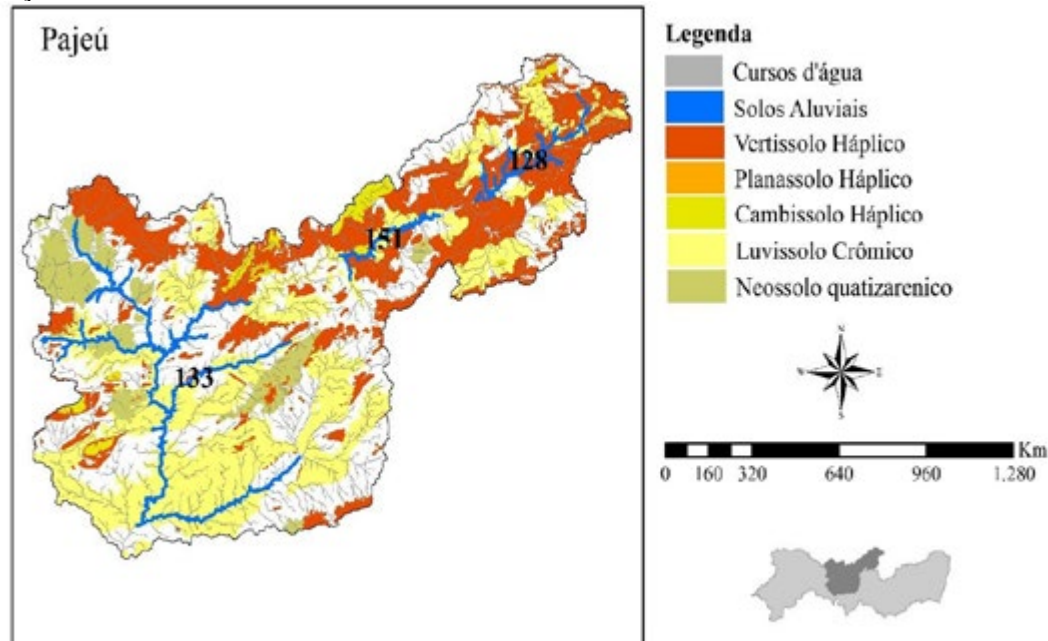 Pajeú
128
151
133
Legenda
Cursos d'água
Solos Aluviais
Vertissolo Háplico
Planassolo Háplico
Cambissolo Háplico
Luvissolo Crômico
Neossolo quatizarenico
N
W E
S
Km
0 160 320 640 960 1.280